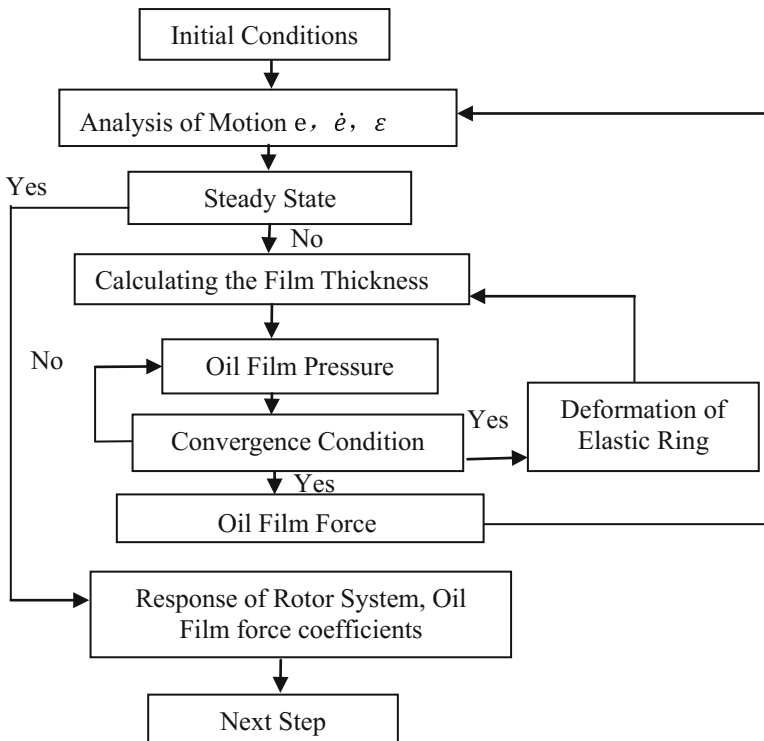 Initial Conditions
Analysis of Motion e，ė，ε
Yes
Steady State
No
Calculating the Film Thickness
No
Oil Film Pressure
Yes
Deformation of
Elastic Ring
Convergence Condition
Yes
Oil Film Force
Response of Rotor System, Oil
Film force coefficients
Next Step